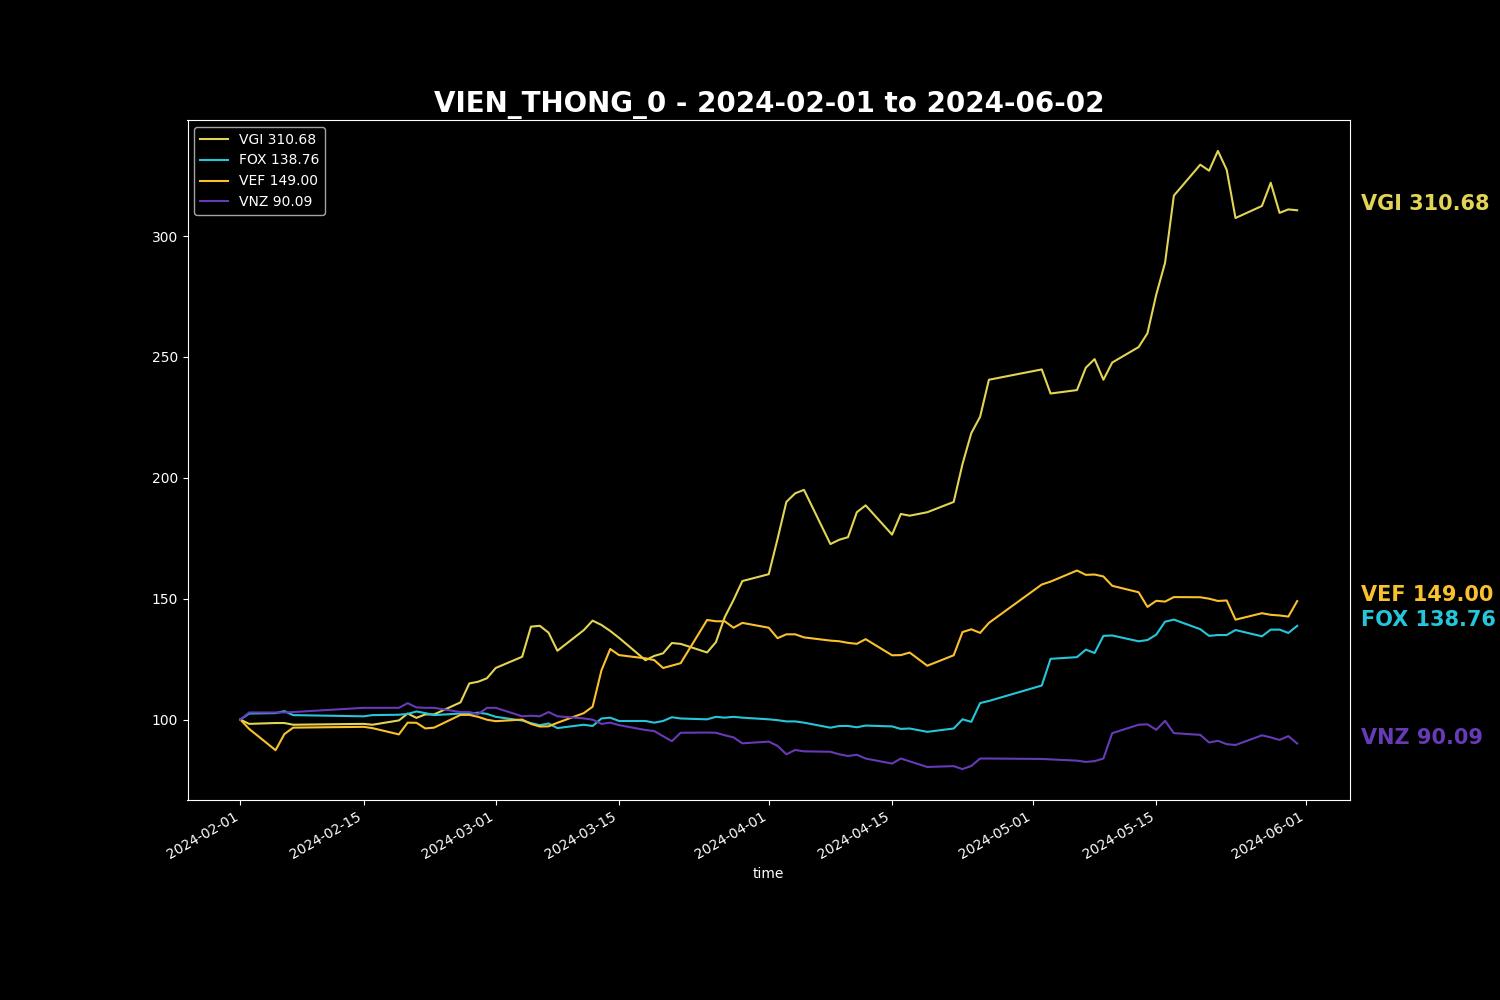 VIEN_THONG_0 - 2024-02-01 to 2024-06-02
VGI 310.68
FOX 138.76
VEF 149.00
VNZ 90.09
300
250
200
150
100
VGI 310.68
VEF 149.00
FOX 138.76
VNZ 90.09
2024-02-01
2024-02-15
2024-03-01
2024-03-15
2024-04-01
2024-04-15
2024-05-01
2024-05-15
2024-06-01
time